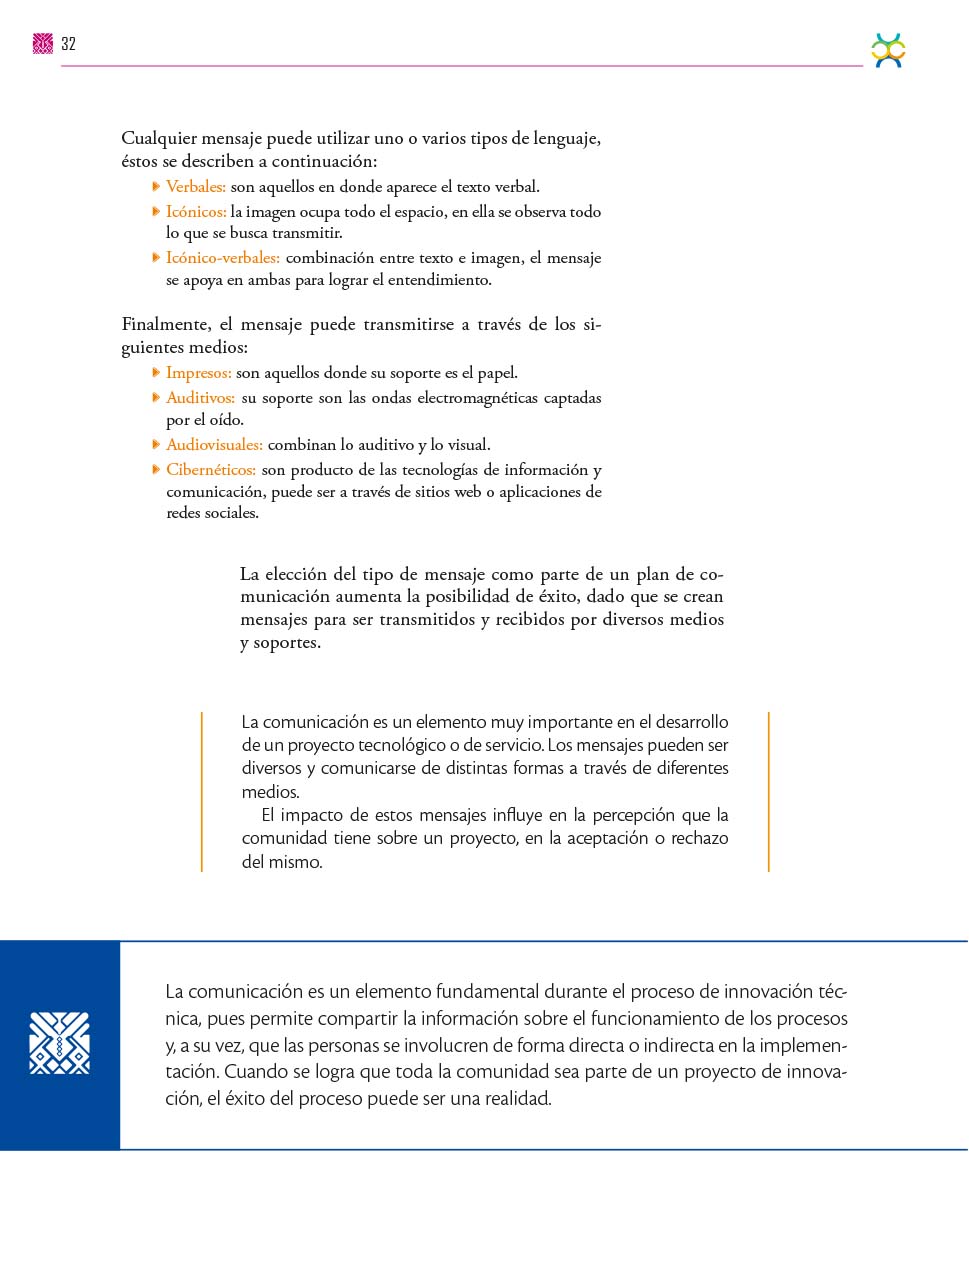 32
Cualquier mensaje puede utilizar uno o varios tipos de lenguaje,
éstos se describen a continuación:
Verbales: son aquellos en donde aparece el texto verbal.
Icónicos: la imagen ocupa todo el espacio, en ella se observa todo
lo que se busca transmitir.
Icónico-verbales: combinación entre texto e imagen, el mensaje
se apoya en ambas para lograr el entendimiento.
Finalmente, el mensaje puede transmitirse a través de los si-
guientes medios:
Impresos: son aquellos donde su soporte es el papel.
Auditivos: su soporte son las ondas electromagnéticas captadas
por el oído.
Audiovisuales: combinan lo auditivo y lo visual.
Cibernéticos: son producto de las tecnologías de información y
comunicación, puede ser a través de sitios web o aplicaciones de
redes sociales.
La elección del tipo de mensaje como parte de un plan de co-
municación aumenta la posibilidad de éxito, dado que se crean
mensajes para ser transmitidos y recibidos por diversos medios
y soportes.
La comunicación es un elemento muy importante en el desarrollo
de un proyecto tecnológico o de servicio. Los mensajes pueden ser
diversos y comunicarse de distintas formas a través de diferentes
medios.
El impacto de estos mensajes influye en la percepción que la
comunidad tiene sobre un proyecto, en la aceptación o rechazo
del mismo.
La comunicación es un elemento fundamental durante el proceso de innovación téc-
nica, pues permite compartir la información sobre el funcionamiento de los procesos
y, a su vez, que las personas se involucren de forma directa o indirecta en la implemen-
tación. Cuando se logra que toda la comunidad sea parte de un proyecto de innova-
ción, el éxito del proceso puede ser una realidad.